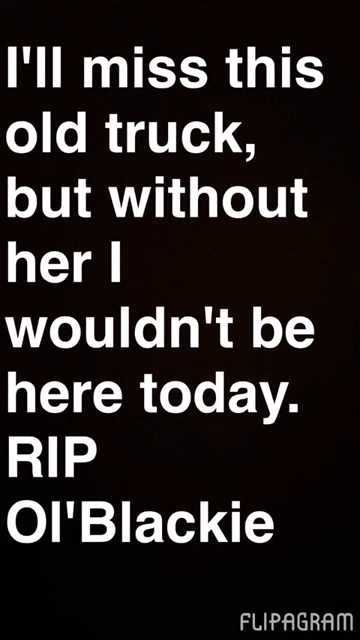 I'll miss this
old truck,
but without
her I
wouldn't be
here today.
RIP
Ol'Blackie
FLIPAGRAM